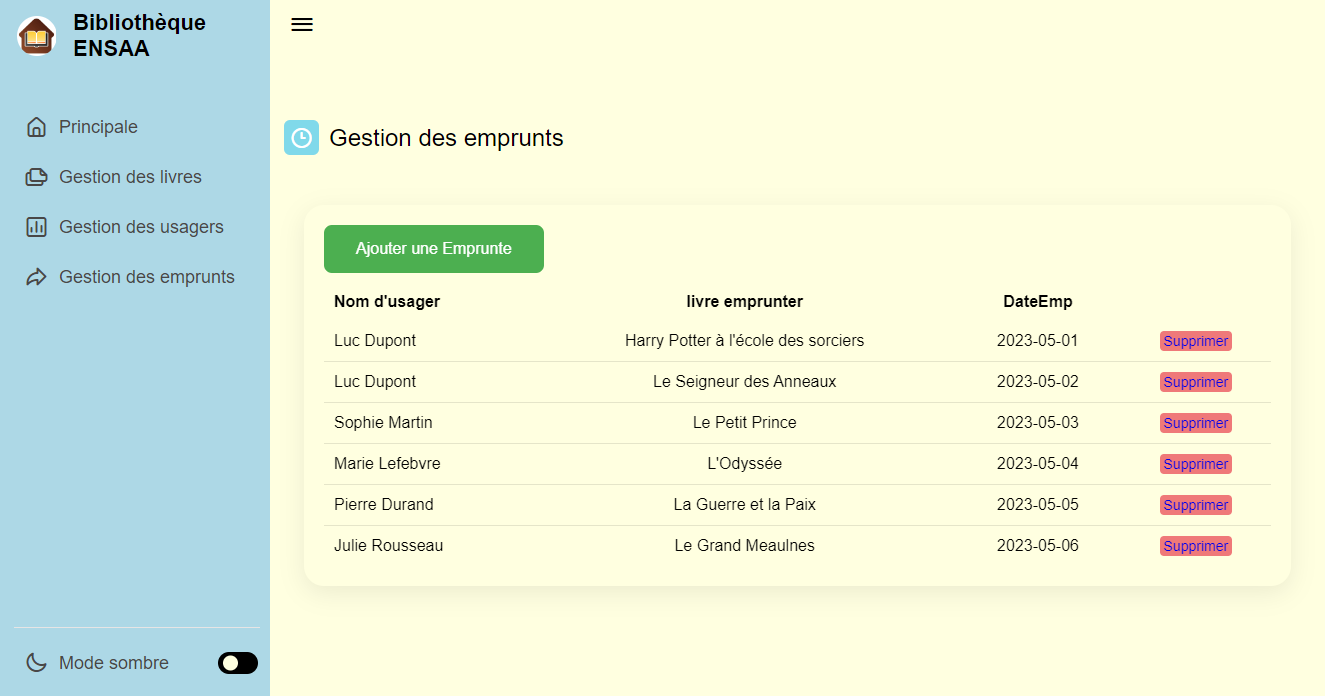 Bibliothèque
ENSAA
Principale
Gestion des livres
Gestion des usagers
Gestion des emprunts
Mode sombre
Gestion des emprunts
Ajouter une Emprunte
Nom d'usager livre emprunter DateEmp
Luc Dupont Harry Potter à l'école des sorciers 2023-05-01 Supprimer
Luc Dupont Le Seigneur des Anneaux 2023-05-02 Supprimer
Sophie Martin Le Petit Prince 2023-05-03 Supprimer
Marie Lefebvre L'Odyssée 2023-05-04 Supprimer
Pierre Durand La Guerre et la Paix 2023-05-05 Supprimer
Julie Rousseau Le Grand Meaulnes 2023-05-06 Supprimer